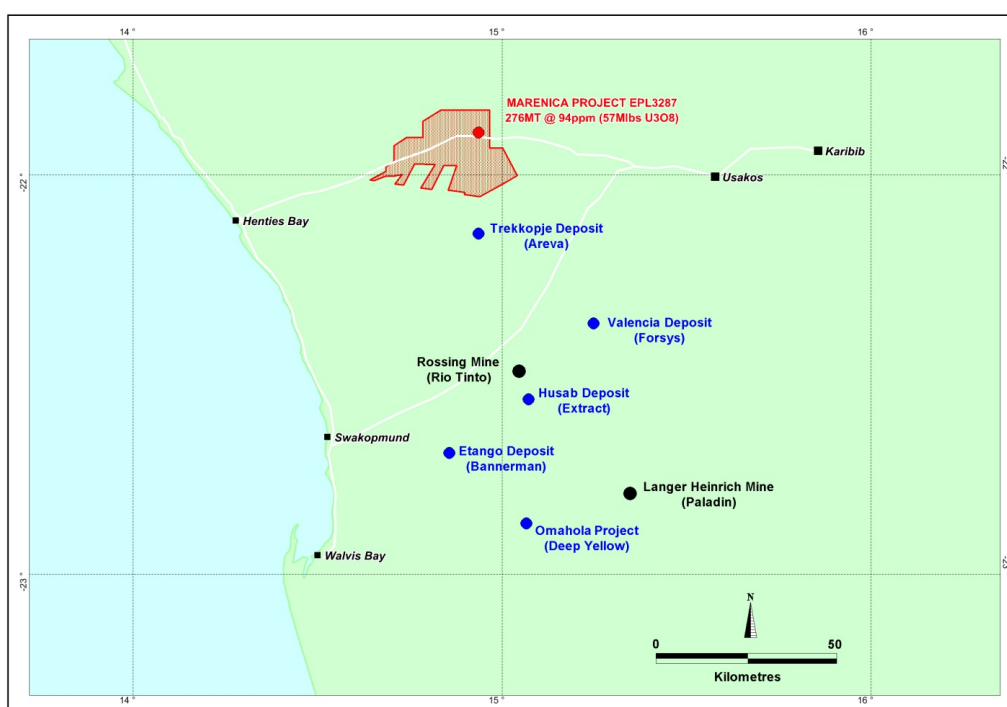 14 °
15 °
16 °
MARENICA PROJECT EPL3287
276MT @ 94ppm (57Mlbs U3O8)
Karibib
-22 °
Usakos
-22
Henties Bay
Trekkopje Deposit
(Areva)
Valencia Deposit
(Forsys)
Rossing Mine
(Rio Tinto)
Husab Deposit
(Extract)
Swakopmund
Etango Deposit
(Bannerman)
Langer Heinrich Mine
(Paladin)
Omahola Project
(Deep Yellow)
Walvis Bay
-23 °
-23
N
0
50
Kilometres
14 °
15 °
16 °